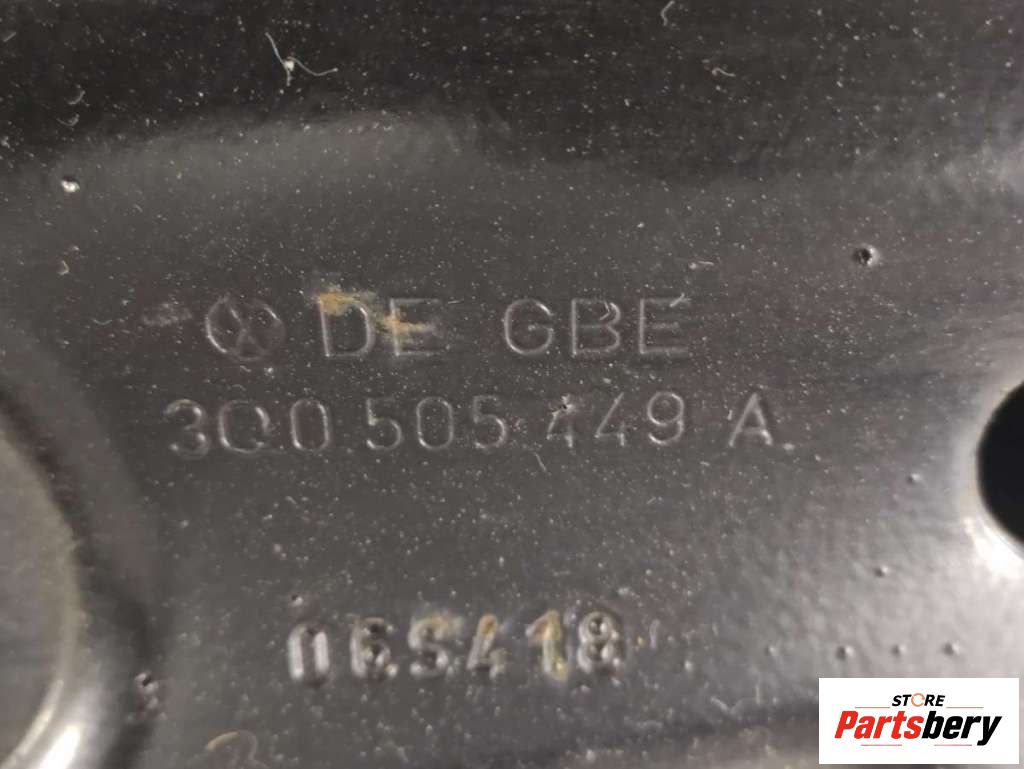 DE GBE
3Q0 505 449 A
06S418
STORE
Partsbery